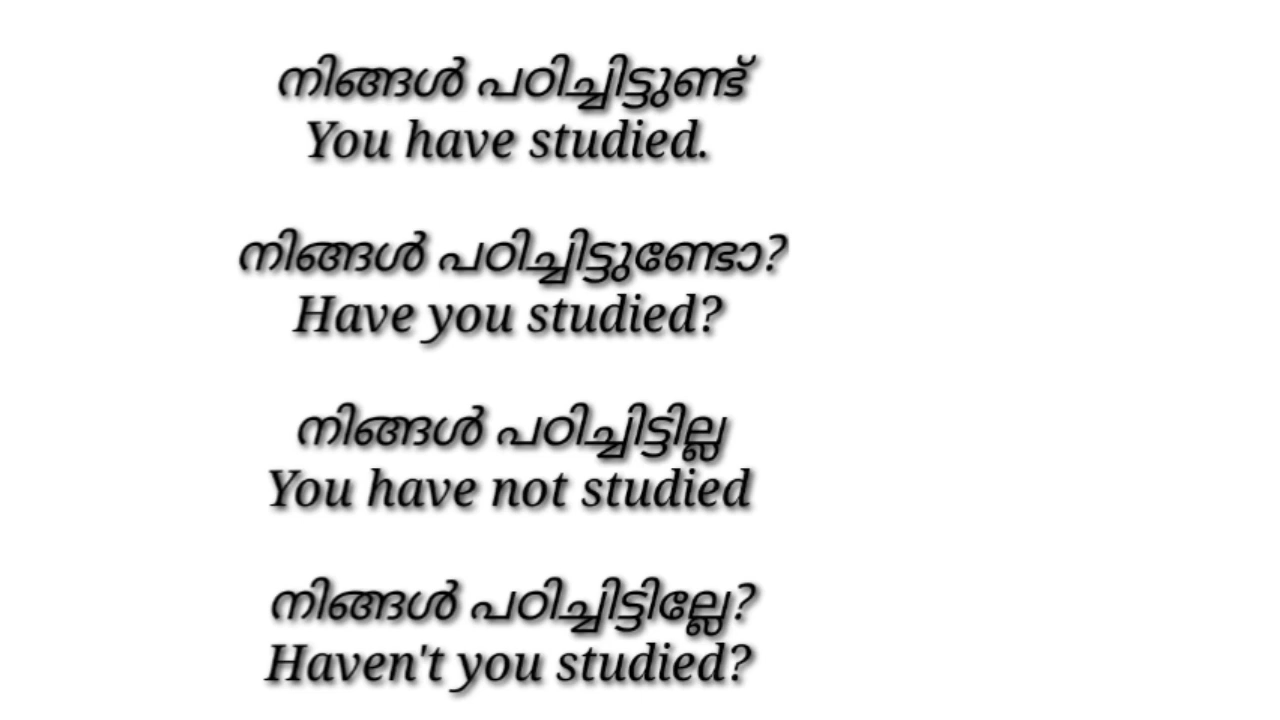 നിങ്ങൾ പഠിച്ചിട്ടുണ്ട്
You have studied.
നിങ്ങൾ പഠിച്ചിട്ടുണ്ടോ?
Have you studied?
നിങ്ങൾ പഠിച്ചിട്ടില്ല
You have not studied
നിങ്ങൾ പഠിച്ചിട്ടില്ലേ?
Haven't you studied?